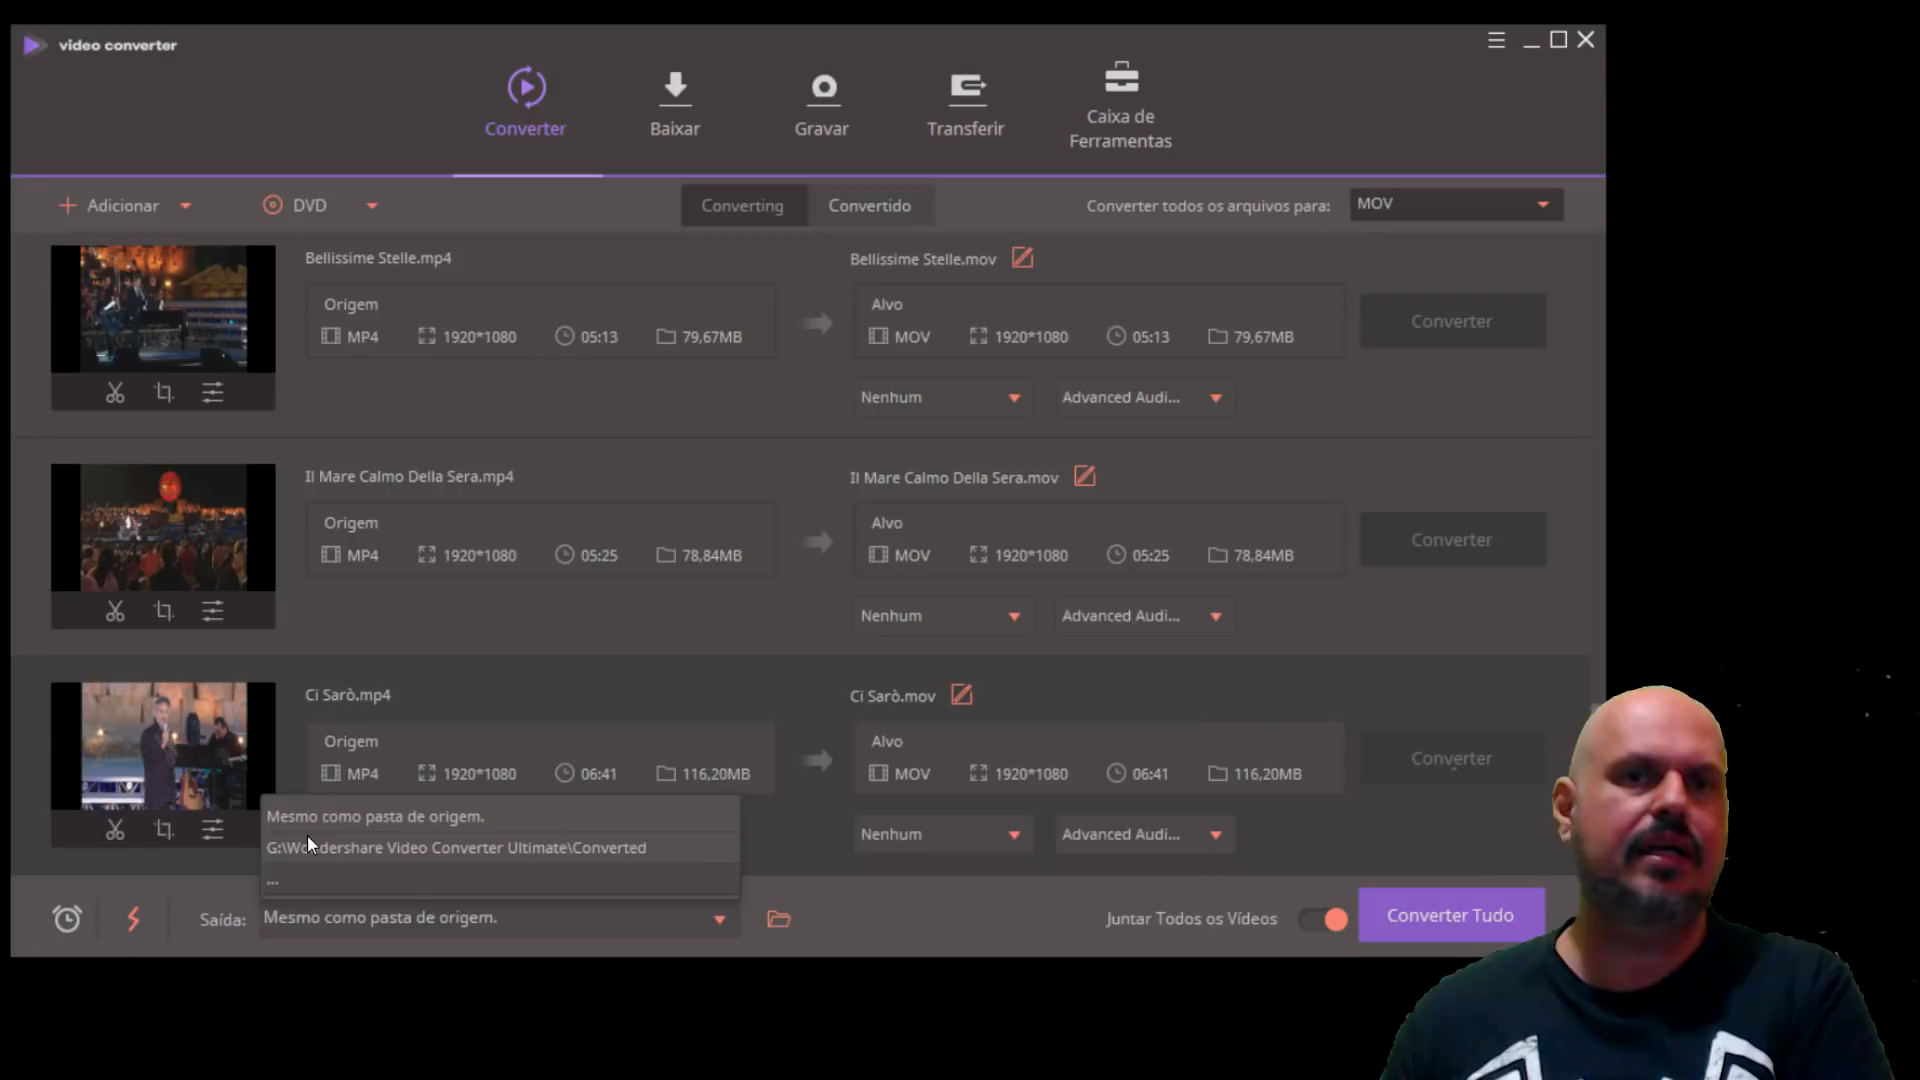 video converter
Converter
Baixar
Gravar
Transferir
Caixa de
Ferramentas
Adicionar
DVD
Converting
Convertido
Converter todos os arquivos para:
MOV
Bellissime Stelle.mp4
Bellissime Stelle.mov
Origem
MP4 1920*1080 05:13 79,67MB
Alvo
MOV 1920*1080 05:13 79,67MB
Converter
Nenhum
Advanced Audi...
Il Mare Calmo Della Sera.mp4
Il Mare Calmo Della Sera.mov
Origem
MP4 1920*1080 05:25 78,84MB
Alvo
MOV 1920*1080 05:25 78,84MB
Converter
Nenhum
Advanced Audi...
Ci Sarò.mp4
Ci Sarò.mov
Origem
MP4 1920*1080 06:41 116,20MB
Alvo
MOV 1920*1080 06:41 116,20MB
Converter
Nenhum
Advanced Audi...
Mesmo como pasta de origem.
G:\Wondershare Video Converter Ultimate\Converted
...
Saída:
Mesmo como pasta de origem.
Juntar Todos os Vídeos
Converter Tudo